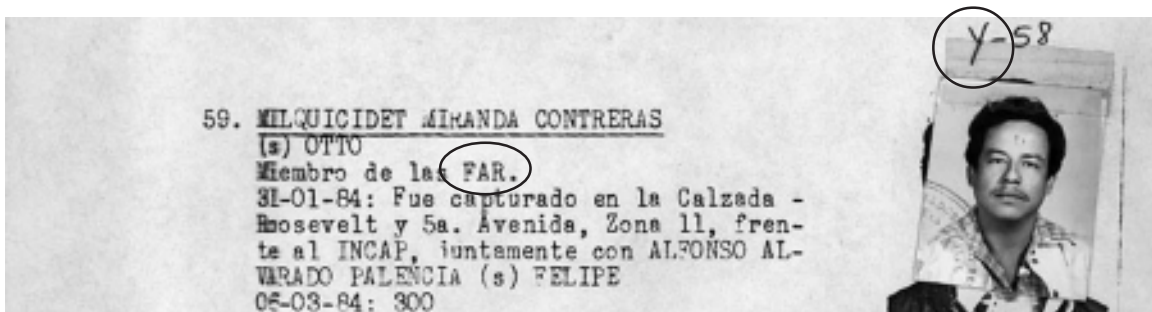 Y-58
59. MILQUICIDET MIRANDA CONTRERAS
(s) OTTO
Miembro de las FAR.
31-01-84: Fue capturado en la Calzada -
Roosevelt y 5a. Avenida, Zona 11, fren-
te al INCAP, juntamente con ALFONSO AL-
VARADO PALENCIA (s) FELIPE
06-03-84: 300